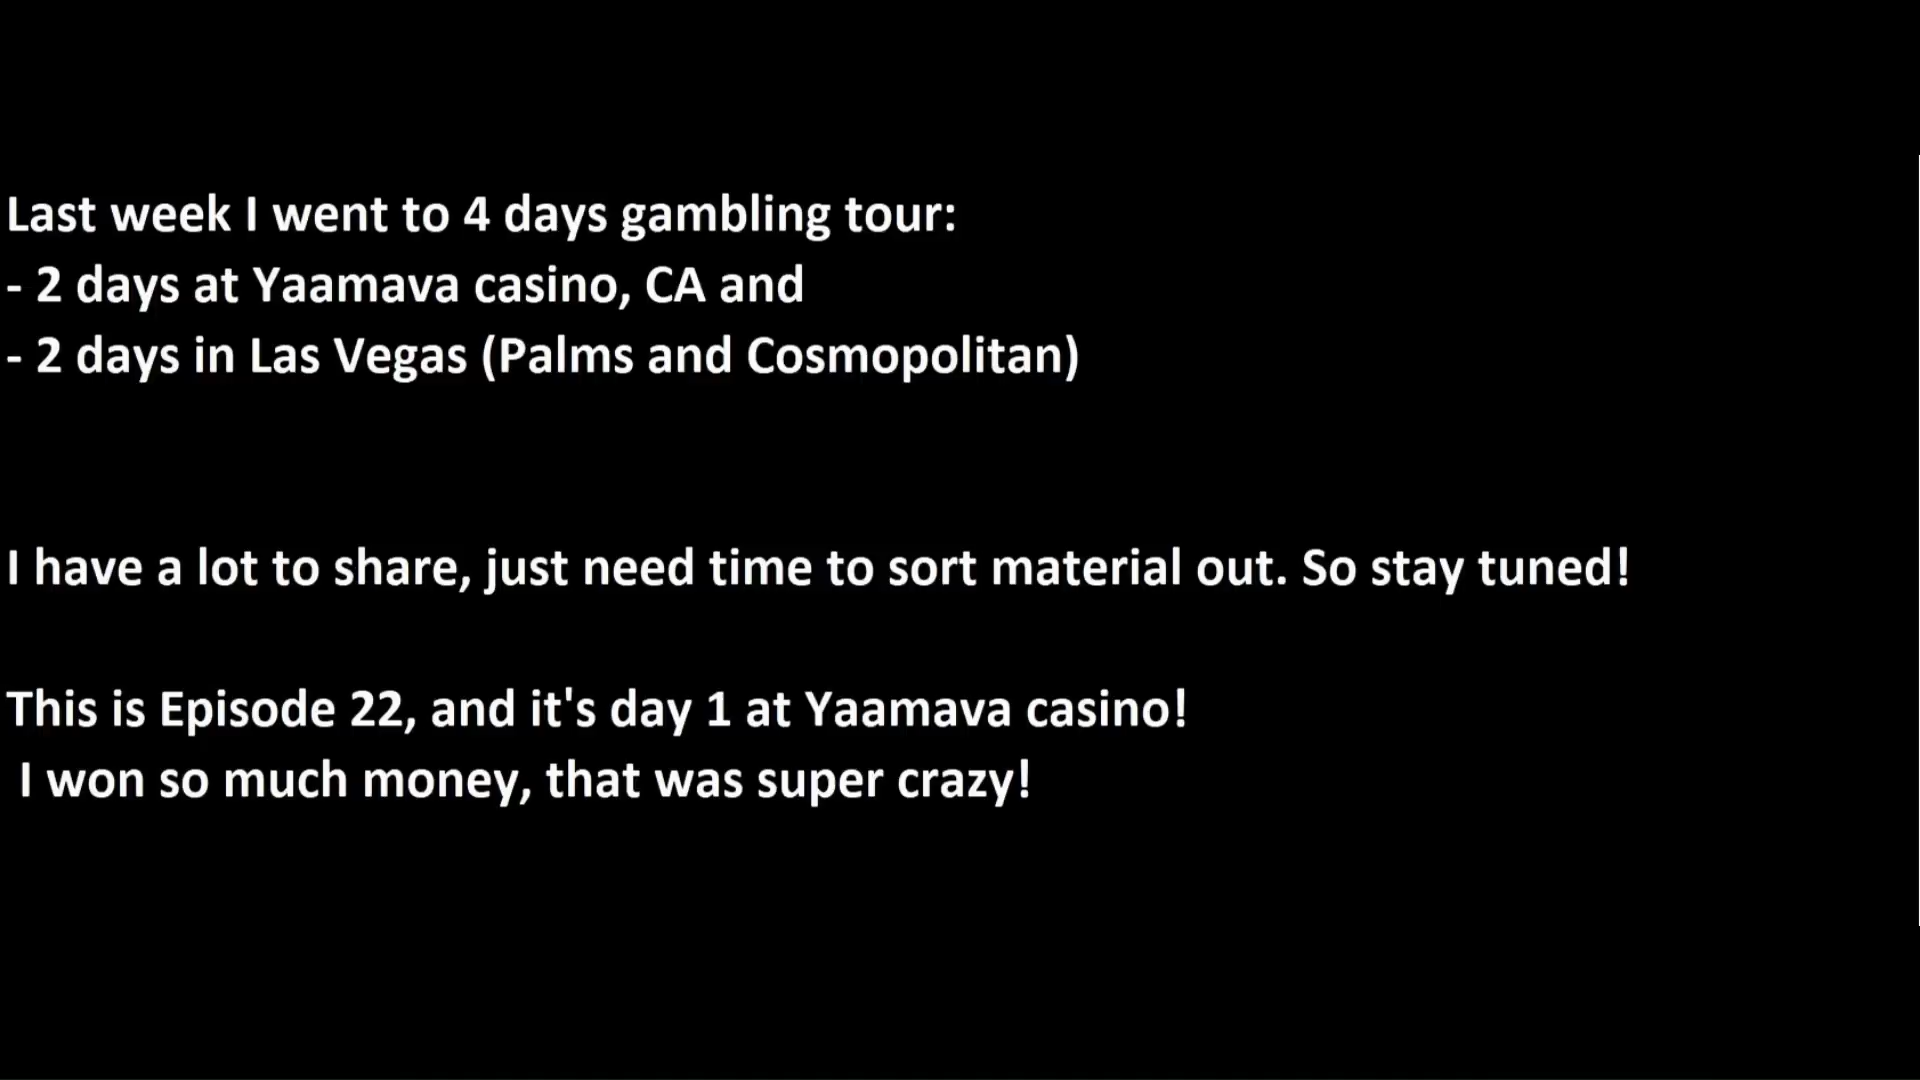 Last week I went to 4 days gambling tour:
- 2 days at Yaamava casino, CA and
- 2 days in Las Vegas (Palms and Cosmopolitan)
I have a lot to share, just need time to sort material out. So stay tuned!
This is Episode 22, and it's day 1 at Yaamava casino!
I won so much money, that was super crazy!